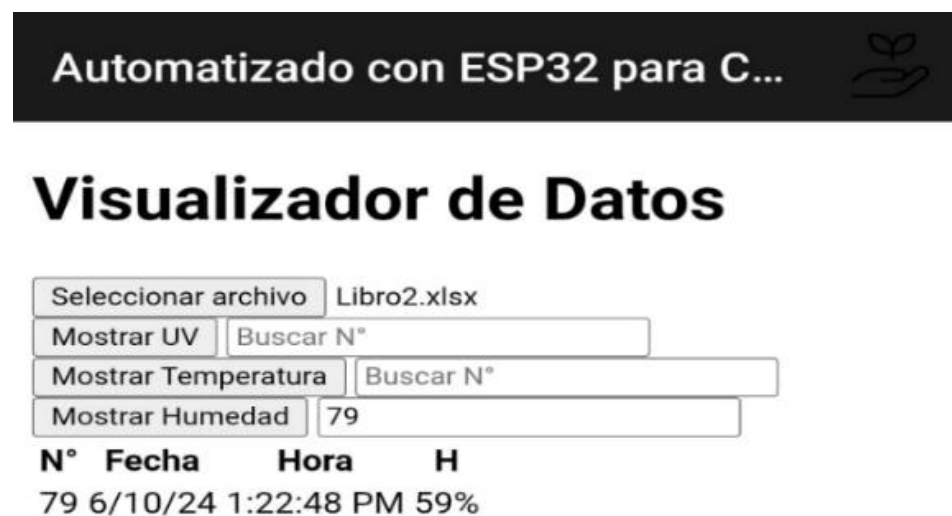 Automatizado con ESP32 para C...
Visualizador de Datos
Seleccionar archivo Libro2.xlsx
Mostrar UV Buscar N°
Mostrar Temperatura Buscar N°
Mostrar Humedad 79
N° Fecha Hora H
79 6/10/24 1:22:48 PM 59%